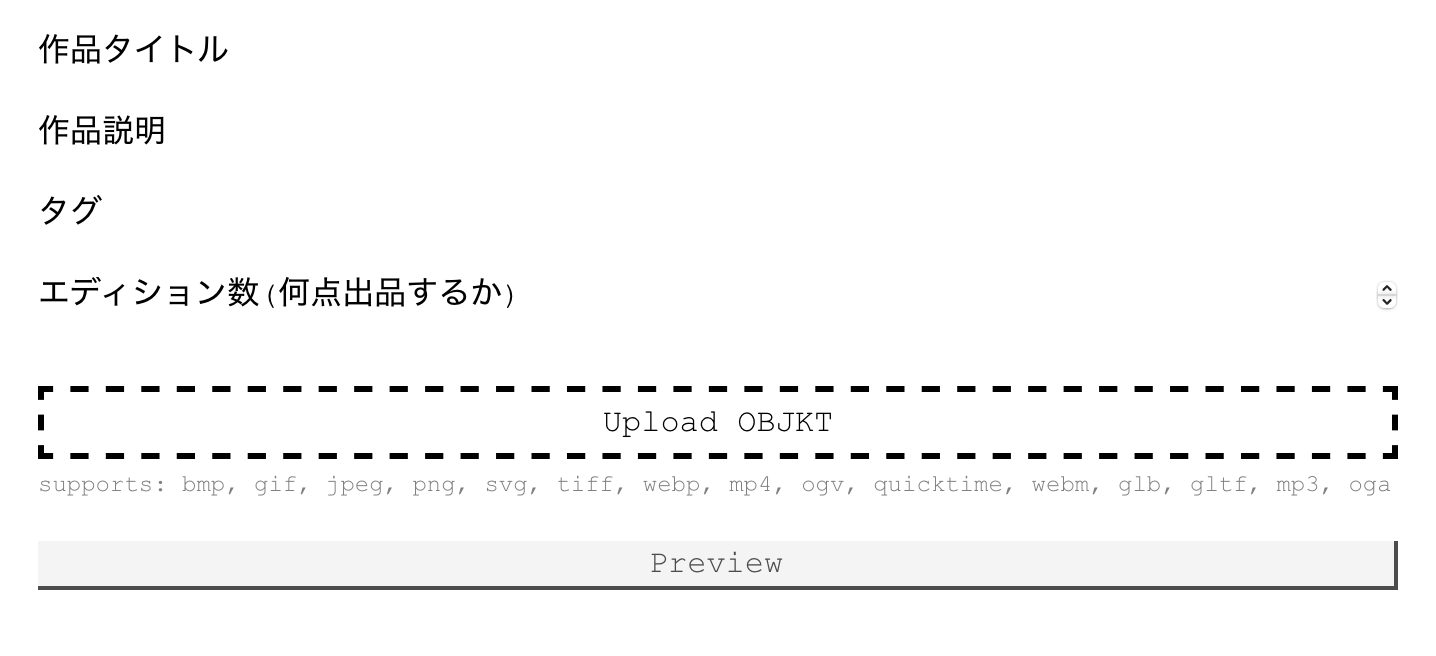 作品タイトル
作品説明
タグ
エディション数(何点出品するか)
Upload OBJKT
supports: bmp, gif, jpeg, png, svg, tiff, webp, mp4, ogv, quicktime, webm, glb, gltf, mp3, oga
Preview